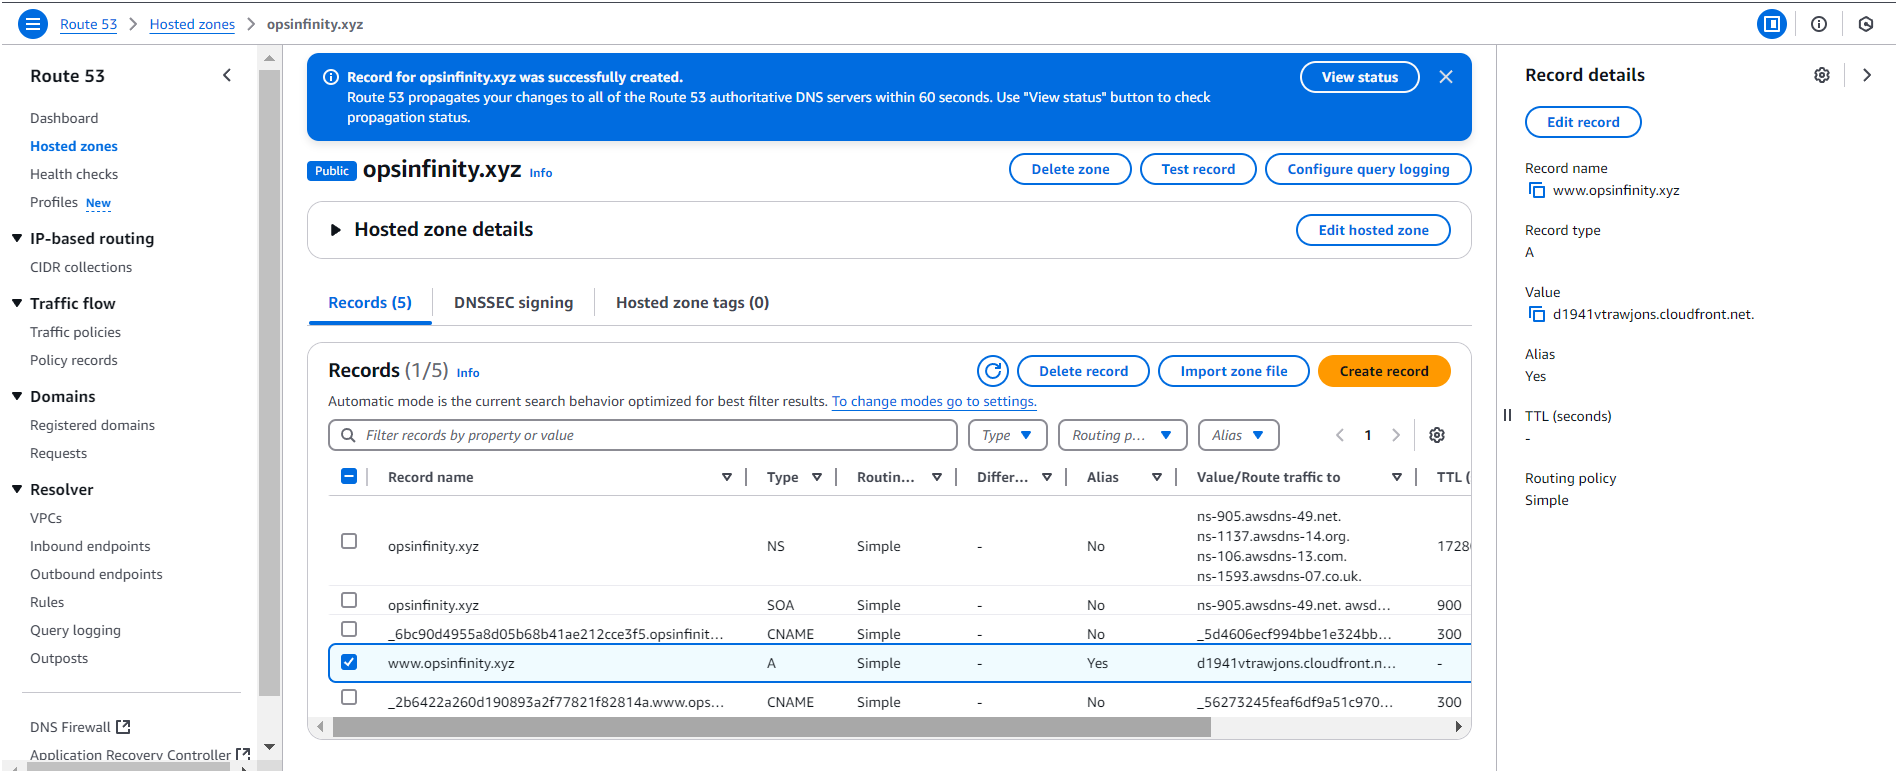 Route 53 > Hosted zones > opsinfinity.xyz
Route 53
Dashboard
Hosted zones
Health checks
Profiles New
IP-based routing
CIDR collections
Traffic flow
Traffic policies
Policy records
Domains
Registered domains
Requests
Resolver
VPCs
Inbound endpoints
Outbound endpoints
Rules
Query logging
Outposts
DNS Firewall
Application Recovery Controller
Record for opsinfinity.xyz was successfully created.
Route 53 propagates your changes to all of the Route 53 authoritative DNS servers within 60 seconds. Use "View status" button to check
propagation status.
View status
Public opsinfinity.xyz Info
Delete zone
Test record
Configure query logging
Hosted zone details
Edit hosted zone
Records (5)
DNSSEC signing
Hosted zone tags (0)
Records (1/5) Info
Delete record
Import zone file
Create record
Automatic mode is the current search behavior optimized for best filter results. To change modes go to settings.
Filter records by property or value
Type
Routing p...
Alias
1
Record name Type Routin... Differ... Alias Value/Route traffic to TTL (
opsinfinity.xyz NS Simple - No
ns-905.awsdns-49.net.
ns-1137.awsdns-14.org.
ns-106.awsdns-13.com.
ns-1593.awsdns-07.co.uk.
1728
opsinfinity.xyz SOA Simple - No ns-905.awsdns-49.net. awsd... 900
_6bc90d4955a8d05b68b41ae212cce3f5.opsinfinit... CNAME Simple - No _5d4606ecf994bbe1e324bb... 300
www.opsinfinity.xyz A Simple - Yes d1941vtrawjons.cloudfront.n... -
_2b6422a260d190893a2f77821f82814a.www.ops... CNAME Simple - No _56273245feaf6df9a51c970... 300
Record details
Edit record
Record name
www.opsinfinity.xyz
Record type
A
Value
d1941vtrawjons.cloudfront.net.
Alias
Yes
TTL (seconds)
-
Routing policy
Simple